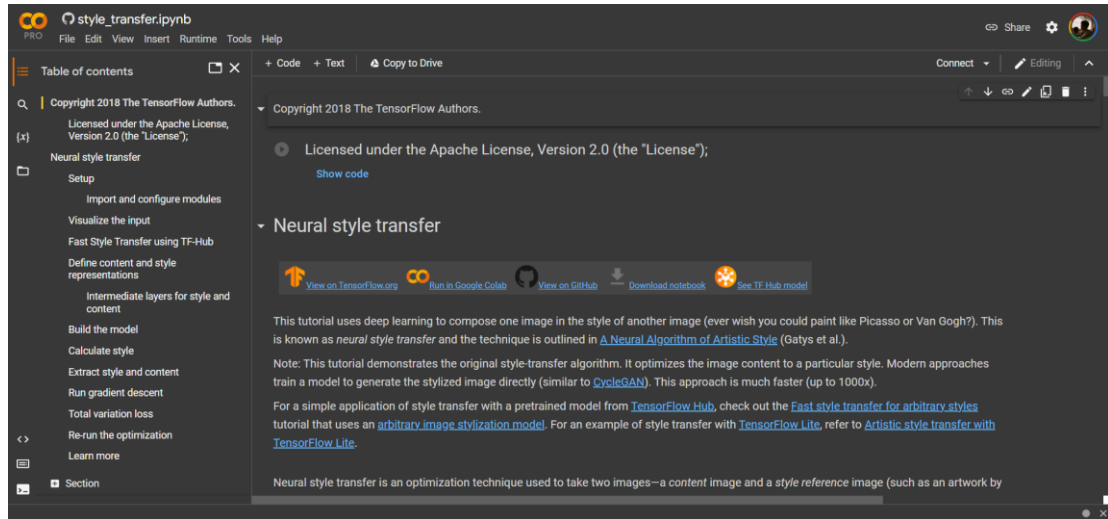 style_transfer.ipynb
PRO
File Edit View Insert Runtime Tools Help
Share
Table of contents
+ Code + Text Copy to Drive
Connect
Editing
Copyright 2018 The TensorFlow Authors.
Licensed under the Apache License,
Version 2.0 (the "License");
Neural style transfer
Setup
Import and configure modules
Visualize the input
Fast Style Transfer using TF-Hub
Define content and style
representations
Intermediate layers for style and
content
Build the model
Calculate style
Extract style and content
Run gradient descent
Total variation loss
Re-run the optimization
Learn more
Section
{x}
Copyright 2018 The TensorFlow Authors.
Licensed under the Apache License, Version 2.0 (the "License");
Show code
Neural style transfer
View on TensorFlow.org Run in Google Colab View on GitHub Download notebook See TF Hub model
This tutorial uses deep learning to compose one image in the style of another image (ever wish you could paint like Picasso or Van Gogh?). This
is known as neural style transfer and the technique is outlined in A Neural Algorithm of Artistic Style (Gatys et al.).
Note: This tutorial demonstrates the original style-transfer algorithm. It optimizes the image content to a particular style. Modern approaches
train a model to generate the stylized image directly (similar to CycleGAN). This approach is much faster (up to 1000x).
For a simple application of style transfer with a pretrained model from TensorFlow Hub, check out the Fast style transfer for arbitrary styles
tutorial that uses an arbitrary image stylization model. For an example of style transfer with TensorFlow Lite, refer to Artistic style transfer with
TensorFlow Lite.
Neural style transfer is an optimization technique used to take two images—a content image and a style reference image (such as an artwork by